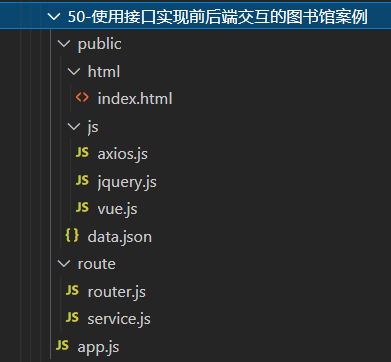 50-使用接口实现前后端交互的图书馆案例
public
html
<> index.html
js
JS axios.js
JS jquery.js
JS vue.js
{} data.json
route
JS router.js
JS service.js
JS app.js